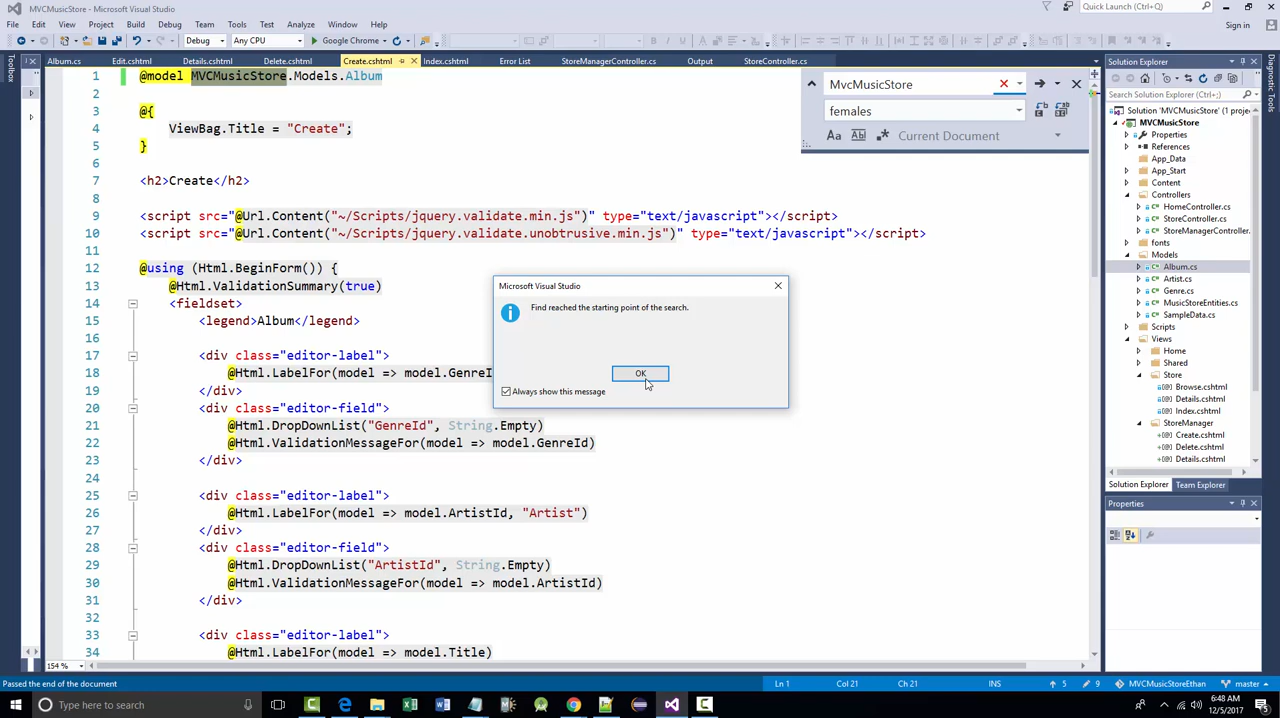 MVCMusicStore - Microsoft Visual Studio
Quick Launch (Ctrl+Q)
File Edit View Project Build Debug Team Tools Test Analyze Window Help
Sign in
Debug Any CPU Google Chrome
Album.cs Edit.cshtml Details.cshtml Delete.cshtml Create.cshtml Index.cshtml Error List StoreManagerController.cs Output StoreController.cs
Toolbox
1 @model MVCMusicStore.Models.Album
2
3 @{
4 ViewBag.Title = "Create";
5 }
6
7 <h2>Create</h2>
8
9 <script src="@Url.Content("~/Scripts/jquery.validate.min.js")" type="text/javascript"></script>
10 <script src="@Url.Content("~/Scripts/jquery.validate.unobtrusive.min.js")" type="text/javascript"></script>
11
12 @using (Html.BeginForm()) {
13 @Html.ValidationSummary(true)
14 <fieldset>
15 <legend>Album</legend>
16
17 <div class="editor-label">
18 @Html.LabelFor(model => model.GenreI
19 </div>
20 <div class="editor-field">
21 @Html.DropDownList("GenreId", String.Empty)
22 @Html.ValidationMessageFor(model => model.GenreId)
23 </div>
24
25 <div class="editor-label">
26 @Html.LabelFor(model => model.ArtistId, "Artist")
27 </div>
28 <div class="editor-field">
29 @Html.DropDownList("ArtistId", String.Empty)
30 @Html.ValidationMessageFor(model => model.ArtistId)
31 </div>
32
33 <div class="editor-label">
34 @Html.LabelFor(model => model.Title)
154 %
MvcMusicStore
females
Aa Abl Current Document
Microsoft Visual Studio
Find reached the starting point of the search.
OK
Always show this message
Solution Explorer
Search Solution Explorer (Ctrl+;)
Solution 'MVCMusicStore' (1 proje
MVCMusicStore
Properties
References
App_Data
App_Start
Content
Controllers
HomeController.cs
StoreController.cs
StoreManagerController.
fonts
Models
Album.cs
Artist.cs
Genre.cs
MusicStoreEntities.cs
SampleData.cs
Scripts
Views
Home
Shared
Store
Browse.cshtml
Details.cshtml
Index.cshtml
StoreManager
Create.cshtml
Delete.cshtml
Details.cshtml
Solution Explorer Team Explorer
Properties
Diagnostic Tools
Passed the end of the document Ln 1 Col 21 Ch 21 INS 5 9 MVCMusicStoreEthan master
Type here to search
6:48 AM
12/5/2017